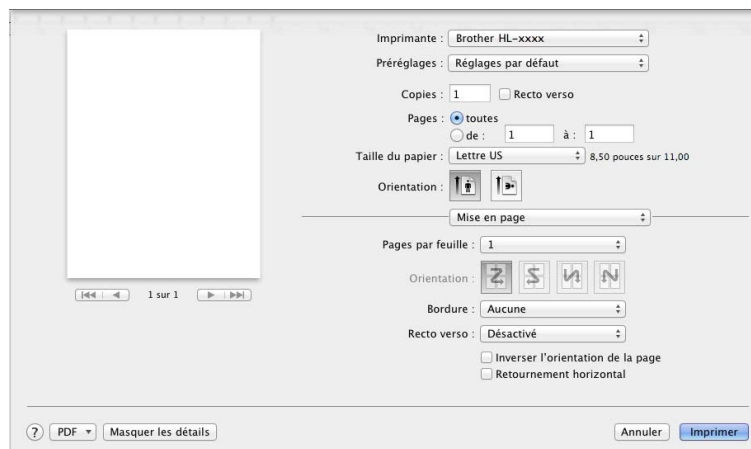 Imprimante : Brother HL-xxxx
Préréglages : Réglages par défaut
Copies : 1 Recto verso
Pages : toutes
de : 1 à : 1
Taille du papier : Lettre US 8,50 pouces sur 11,00
Orientation :
Mise en page
Pages par feuille : 1
Orientation :
Bordure : Aucune
Recto verso : Désactivé
Inverser l'orientation de la page
Retournement horizontal
1 sur 1
? PDF Masquer les détails Annuler Imprimer